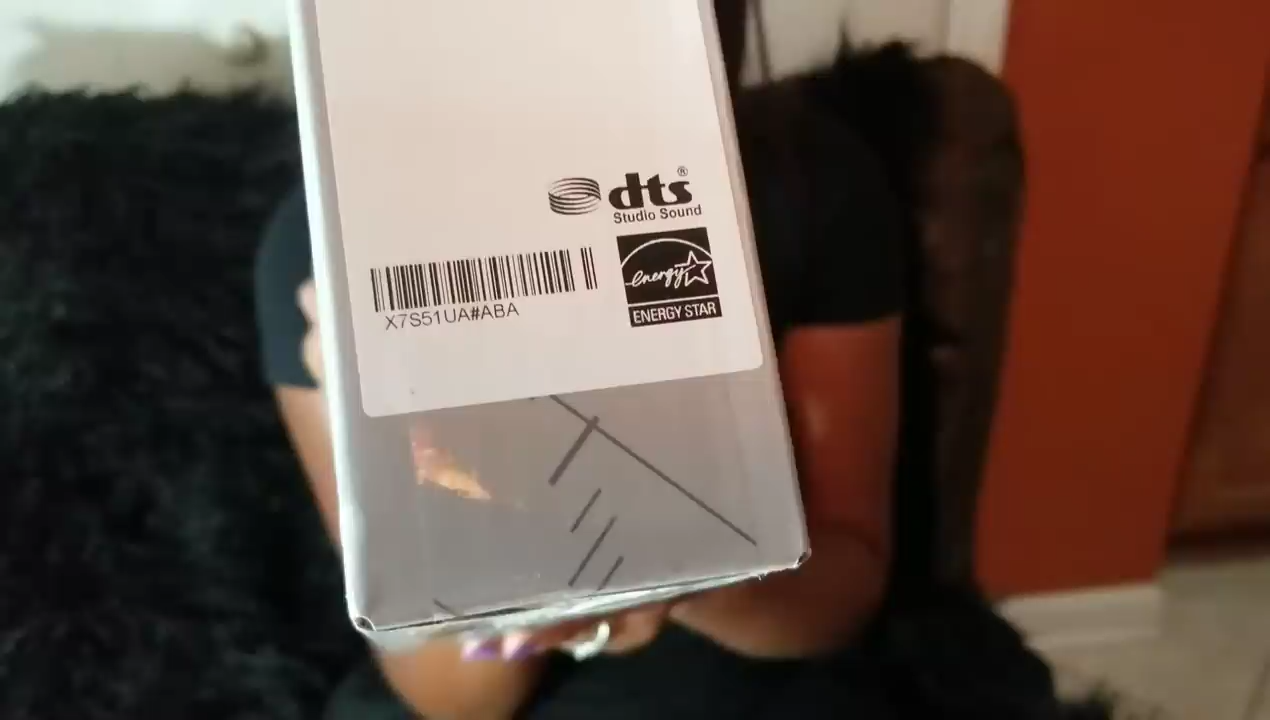 dts®
Studio Sound
energy
ENERGY STAR
X7S51UA#ABA